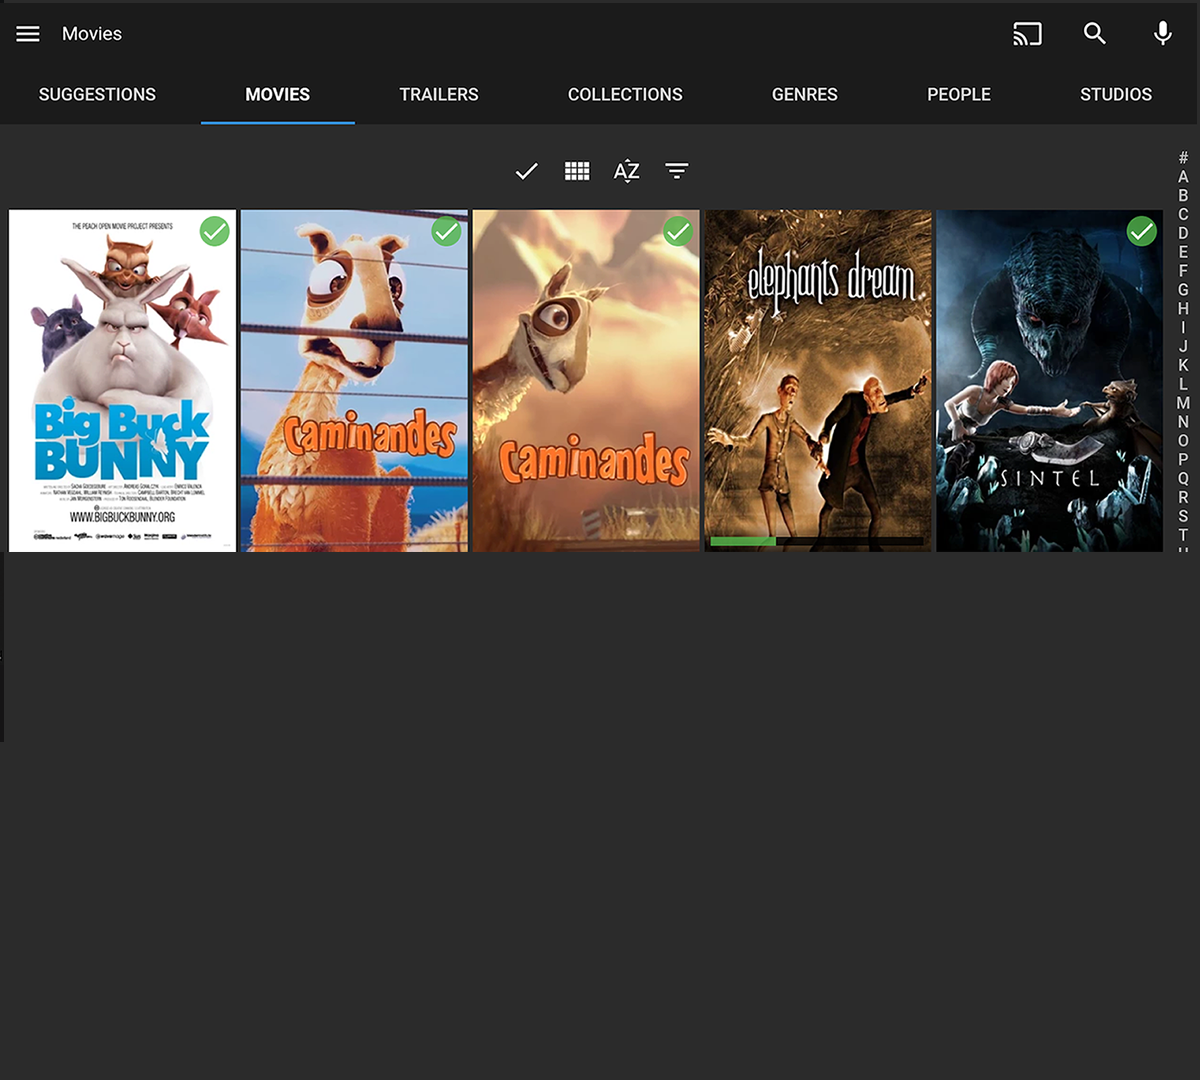 Movies
SUGGESTIONS
MOVIES
TRAILERS
COLLECTIONS
GENRES
PEOPLE
STUDIOS
AZ
#
A
B
C
D
E
F
G
H
I
J
K
L
M
N
O
P
Q
R
S
T
THE PEACH OPEN MOVIE PROJECT PRESENTS
Big Buck
BUNNY
WWW.BIGBUCKBUNNY.ORG
caminandes
caminandes
elephants dream
SINTEL